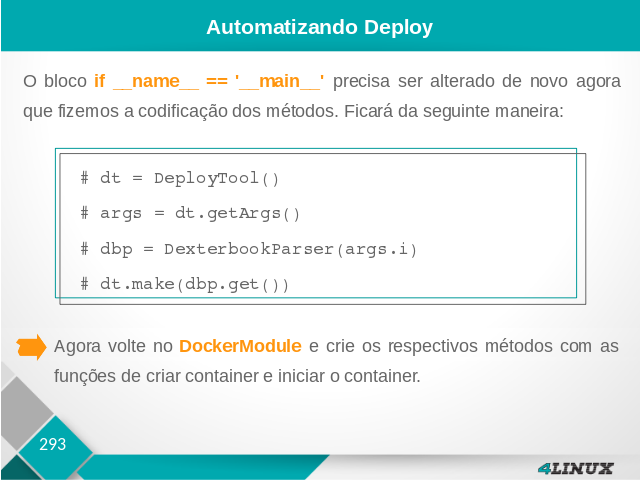 Automatizando Deploy
O bloco if __name__ == '__main__' precisa ser alterado de novo agora
que fizemos a codificação dos métodos. Ficará da seguinte maneira:
# dt = DeployTool()
# args = dt.getArgs()
# dbp = DexterbookParser(args.i)
# dt.make(dbp.get())
Agora volte no DockerModule e crie os respectivos métodos com as
funções de criar container e iniciar o container.
293
4LINUX